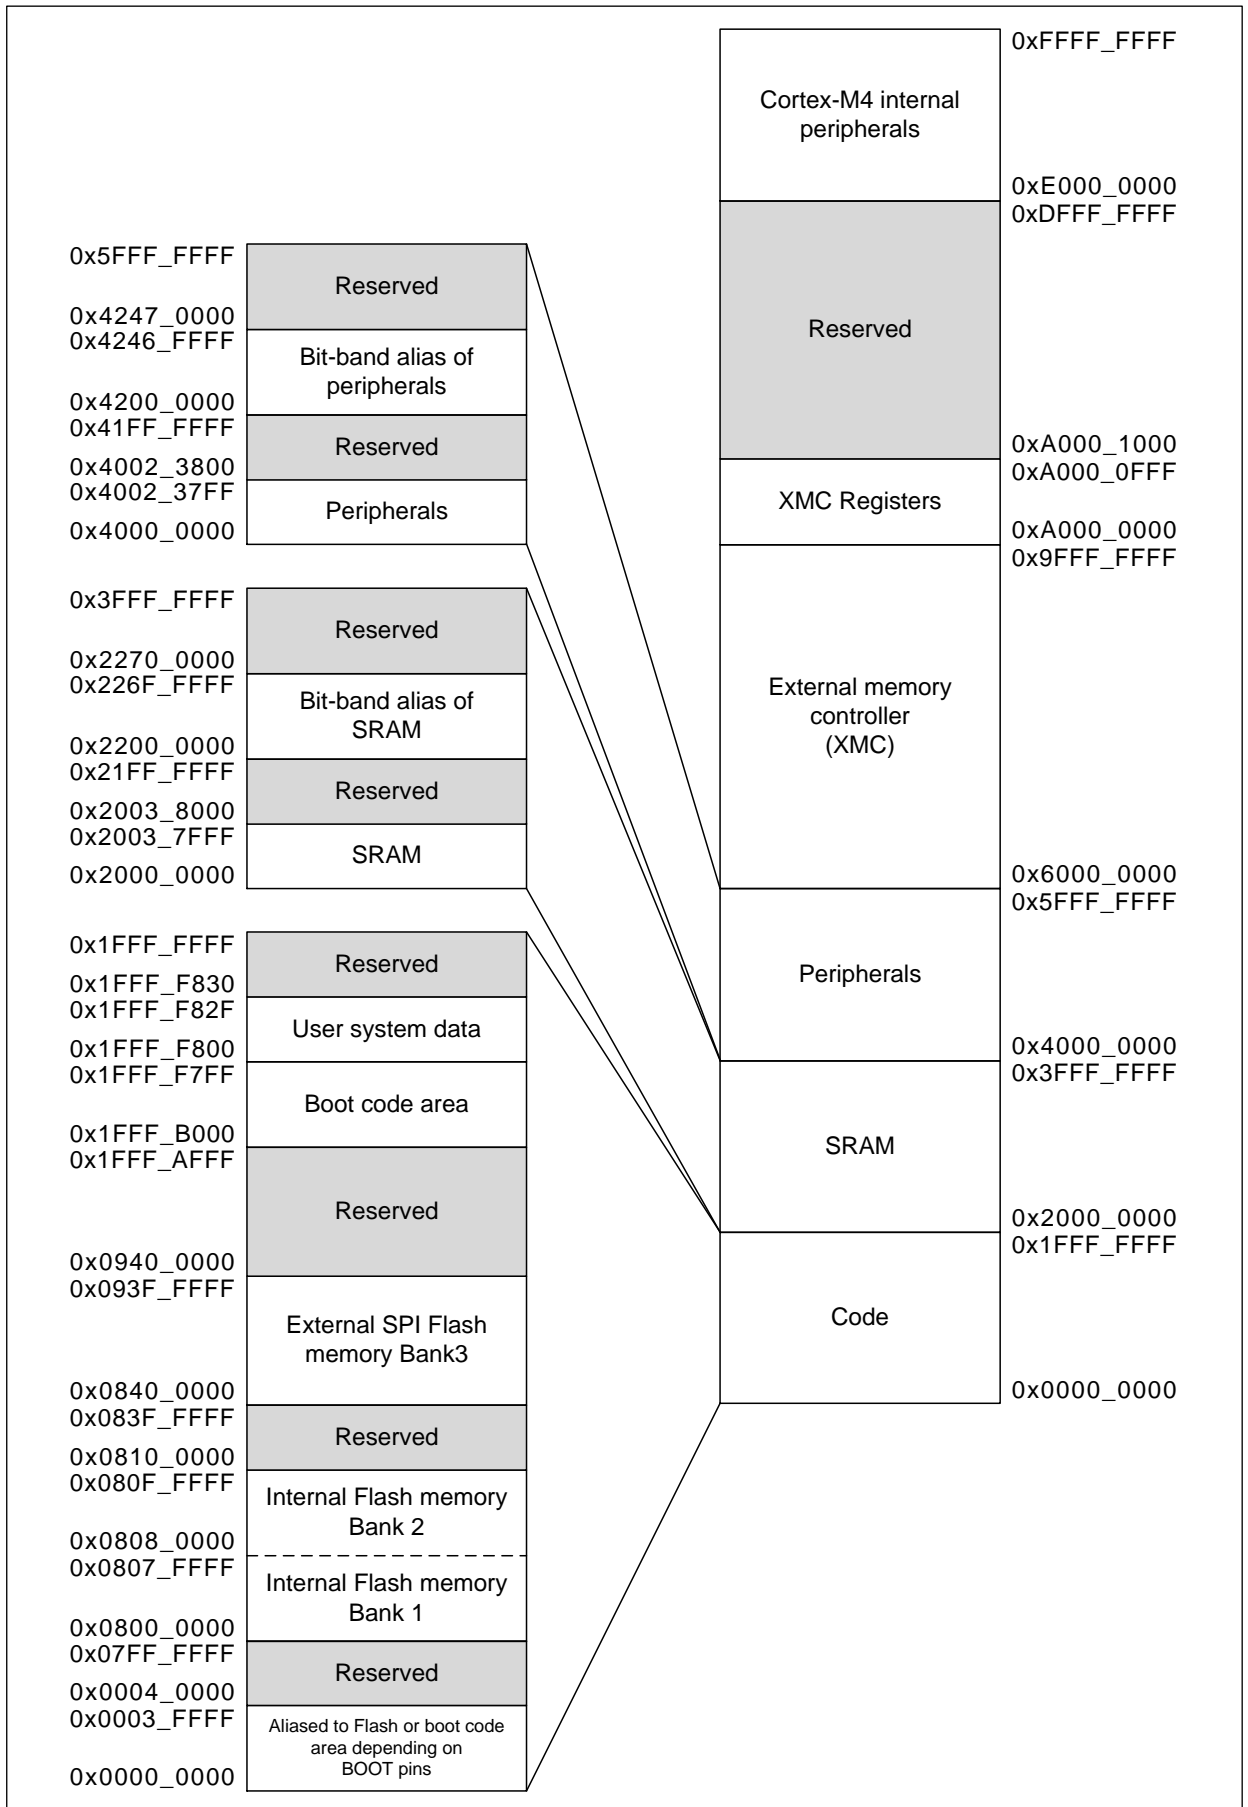 0x5FFF_FFFF
Reserved
0x4247_0000
0x4246_FFFF
Bit-band alias of
peripherals
0x4200_0000
0x41FF_FFFF
Reserved
0x4002_3800
0x4002_37FF
Peripherals
0x4000_0000
0x3FFF_FFFF
Reserved
0x2270_0000
0x226F_FFFF
Bit-band alias of
SRAM
0x2200_0000
0x21FF_FFFF
Reserved
0x2003_8000
0x2003_7FFF
SRAM
0x2000_0000
0x1FFF_FFFF
Reserved
0x1FFF_F830
0x1FFF_F82F
User system data
0x1FFF_F800
0x1FFF_F7FF
Boot code area
0x1FFF_B000
0x1FFF_AFFF
Reserved
0x0940_0000
0x093F_FFFF
External SPI Flash
memory Bank3
0x0840_0000
0x083F_FFFF
Reserved
0x0810_0000
0x080F_FFFF
Internal Flash memory
Bank 2
0x0808_0000
0x0807_FFFF
Internal Flash memory
Bank 1
0x0800_0000
0x07FF_FFFF
Reserved
0x0004_0000
0x0003_FFFF
Aliased to Flash or boot code
area depending on
BOOT pins
0x0000_0000
0xFFFF_FFFF
Cortex-M4 internal
peripherals
0xE000_0000
0xDFFF_FFFF
Reserved
0xA000_1000
0xA000_0FFF
XMC Registers
0xA000_0000
0x9FFF_FFFF
External memory
controller
(XMC)
0x6000_0000
0x5FFF_FFFF
Peripherals
0x4000_0000
0x3FFF_FFFF
SRAM
0x2000_0000
0x1FFF_FFFF
Code
0x0000_0000